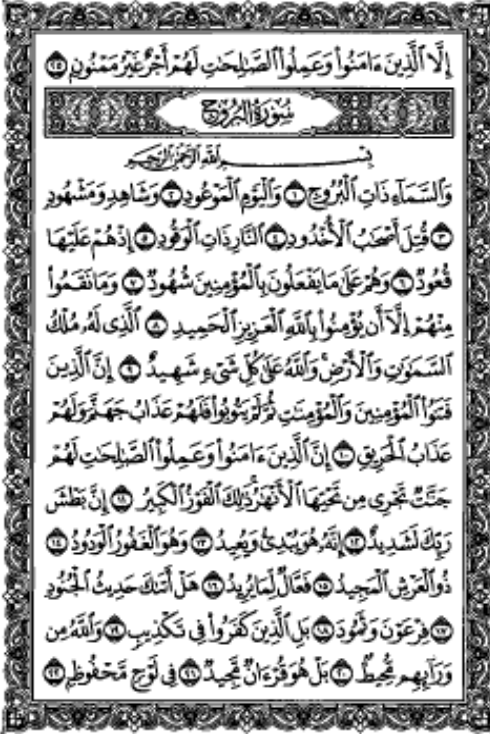 إِلَّا ٱلَّذِينَ ءَامَنُوا۟ وَعَمِلُوا۟ ٱلصَّـٰلِحَـٰتِ لَهُمْ أَجْرٌ غَيْرُ مَمْنُونٍۭ ٢٥
سُورَةُ الْبُرُوجِ
بِسْمِ ٱللَّهِ ٱلرَّحْمَـٰنِ ٱلرَّحِيمِ
وَٱلسَّمَآءِ ذَاتِ ٱلْبُرُوجِ ١ وَٱلْيَوْمِ ٱلْمَوْعُودِ ٢ وَشَاهِدٍ وَمَشْهُودٍ
٣ قُتِلَ أَصْحَـٰبُ ٱلْأُخْدُودِ ٤ ٱلنَّارِ ذَاتِ ٱلْوَقُودِ ٥ إِذْ هُمْ عَلَيْهَا
قُعُودٌ ٦ وَهُمْ عَلَىٰ مَا يَفْعَلُونَ بِٱلْمُؤْمِنِينَ شُهُودٌ ٧ وَمَا نَقَمُوا۟
مِنْهُمْ إِلَّآ أَن يُؤْمِنُوا۟ بِٱللَّهِ ٱلْعَزِيزِ ٱلْحَمِيدِ ٨ ٱلَّذِى لَهُۥ مُلْكُ
ٱلسَّمَـٰوَٰتِ وَٱلْأَرْضِ ۚ وَٱللَّهُ عَلَىٰ كُلِّ شَىْءٍ شَهِيدٌ ٩ إِنَّ ٱلَّذِينَ
فَتَنُوا۟ ٱلْمُؤْمِنِينَ وَٱلْمُؤْمِنَـٰتِ ثُمَّ لَمْ يَتُوبُوا۟ فَلَهُمْ عَذَابُ جَهَنَّمَ وَلَهُمْ
عَذَابُ ٱلْحَرِيقِ ١٠ إِنَّ ٱلَّذِينَ ءَامَنُوا۟ وَعَمِلُوا۟ ٱلصَّـٰلِحَـٰتِ لَهُمْ
جَنَّـٰتٌ تَجْرِى مِن تَحْتِهَا ٱلْأَنْهَـٰرُ ۚ ذَٰلِكَ ٱلْفَوْزُ ٱلْكَبِيرُ ١١ إِنَّ بَطْشَ
رَبِّكَ لَشَدِيدٌ ١٢ إِنَّهُۥ هُوَ يُبْدِئُ وَيُعِيدُ ١٣ وَهُوَ ٱلْغَفُورُ ٱلْوَدُودُ ١٤
ذُو ٱلْعَرْشِ ٱلْمَجِيدُ ١٥ فَعَّالٌ لِّمَا يُرِيدُ ١٦ هَلْ أَتَىٰكَ حَدِيثُ ٱلْجُنُودِ
١٧ فِرْعَوْنَ وَثَمُودَ ١٨ بَلِ ٱلَّذِينَ كَفَرُوا۟ فِى تَكْذِيبٍ ١٩ وَٱللَّهُ مِن
وَرَآئِهِم مُّحِيطٌۢ ٢٠ بَلْ هُوَ قُرْءَانٌ مَّجِيدٌ ٢١ فِى لَوْحٍ مَّحْفُوظٍۭ ٢٢